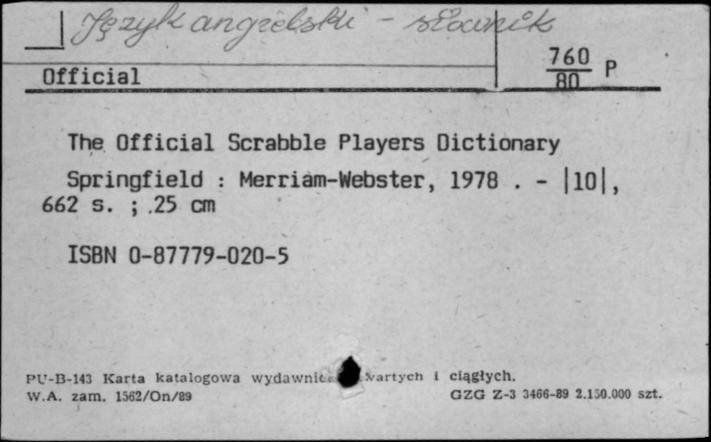 Język angielski - słownik
760
Official
80 P
The Official Scrabble Players Dictionary
Springfield : Merriam-Webster, 1978 . - |10|,
662 s. ; 25 cm
ISBN 0-87779-020-5
PU-B-143 Karta katalogowa wydawnic wartych i ciągłych.
W.A. zam. 1562/On/89 GZG Z-3 3466-89 2.150.000 szt.